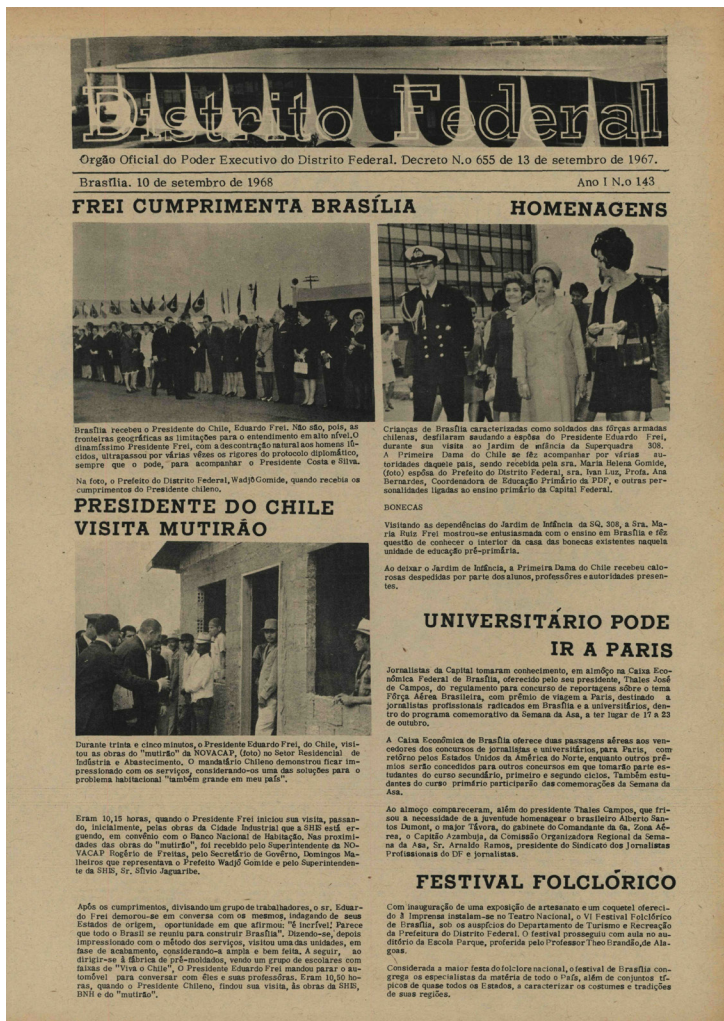 Distrito Federal
Orgão Oficial do Poder Executivo do Distrito Federal. Decreto N.o 655 de 13 de setembro de 1967.
Brasília. 10 de setembro de 1968
Ano I N.o 143
FREI CUMPRIMENTA BRASÍLIA
Brasília recebeu o Presidente do Chile, Eduardo Frei. Não são, pois, as
fronteiras geográficas as limitações para o entendimento em alto nível. O
dinamissimo Presidente Frei, com a descontração natural aos homens lú-
cidos, ultrapassou por várias vêzes os rigores do protocolo diplomático,
sempre que o pode, para acompanhar o Presidente Costa e Silva.
Na foto, o Prefeito do Distrito Federal, Wadjô Gomide, quando recebia os
cumprimentos do Presidente chileno.
PRESIDENTE DO CHILE
VISITA MUTIRÃO
Durante trinta e cinco minutos, o Presidente Eduardo Frei, do Chile, visi-
tou as obras do "mutirão" da NOVACAP, (foto) no Setor Residencial de
Indústria e Abastecimento. O mandatário Chileno demonstrou ficar im-
pressionado com os serviços, considerando-os uma das soluções para o
problema habitacional "também grande em meu país".
Eram 10,15 horas, quando o Presidente Frei iniciou sua visita, passan-
do, inicialmente, pelas obras da Cidade Industrial que a SHIS está er-
guendo, em convênio com o Banco Nacional de Habitação. Nas proximi-
dades das obras do "mutirão", foi recebido pelo Superintendente da NO-
VACAP Rogério de Freitas, pelo Secretário de Govêrno, Domingos Ma-
lheiros que representava o Prefeito Wadjô Gomide e pelo Superintenden-
te da SHIS, Sr. Sílvio Jaguaribe.
Após os cumprimentos, divisando um grupo de trabalhadores, o sr. Eduar-
do Frei demorou-se em conversa com os mesmos, indagando de seus
Estados de origem, oportunidade em que afirmou: "é incrível! Parece
que todo o Brasil se reuniu para construir Brasília". Dizendo-se, depois
impressionado com o método dos serviços, visitou uma das unidades, em
fase de acabamento, considerando-a ampla e bem feita. A seguir, ao
dirigir-se à fábrica de pré-moldados, vendo um grupo de escolares com
faixas de "Viva o Chile", O Presidente Eduardo Frei mandou parar o au-
tomóvel para conversar com êles e suas professôras. Eram 10,50 ho-
ras, quando o Presidente Chileno, findou sua visita, às obras da SHIS,
BNH e do "mutirão".
HOMENAGENS
Crianças de Brasília caracterizadas como soldados das fôrças armadas
chilenas, desfilaram saudando a espôsa do Presidente Eduardo Frei,
durante sua visita ao Jardim de infância da Superquadra 308.
A Primeira Dama do Chile se fêz acompanhar por várias au-
toridades daquele país, sendo recebida pela sra. Maria Helena Gomide,
(foto) espôsa do Prefeito do Distrito Federal, sra. Ivan Luz, Profa. Ana
Bernardes, Coordenadora de Educação Primária da PDF, e outras per-
sonalidades ligadas ao ensino primário da Capital Federal.
BONECAS
Visitando as dependências do Jardim de Infância da SQ. 308, a Sra. Ma-
ria Ruiz Frei mostrou-se entusiasmada com o ensino em Brasília e fêz
questão de conhecer o interior da casa das bonecas existentes naquela
unidade de educação pré-primária.
Ao deixar o Jardim de Infância, a Primeira Dama do Chile recebeu calo-
rosas despedidas por parte dos alunos, professôres e autoridades presen-
tes.
UNIVERSITÁRIO PODE
IR A PARIS
Jornalistas da Capital tomaram conhecimento, em almôço na Caixa Eco-
nômica Federal de Brasília, oferecido pelo seu presidente, Thales José
de Campos, do regulamento para concurso de reportagens sôbre o tema
Fôrça Aérea Brasileira, com prêmio de viagem a Paris, destinado a
jornalistas profissionais radicados em Brasília e a universitários, den-
tro do programa comemorativo da Semana da Asa, a ter lugar de 17 a 23
de outubro.
A Caixa Econômica de Brasília oferece duas passagens aéreas aos ven-
cedores dos concursos de jornalistas e universitários, para Paris, com
retôrno pelos Estados Unidos da América do Norte, enquanto outros prê-
mios serão concedidos para outros concursos em que tomarão parte es-
tudantes do curso secundário, primeiro e segundo ciclos. Também estu-
dantes do curso primário participarão das comemorações da Semana da
Asa.
Ao almoço compareceram, além do presidente Thales Campos, que fri-
sou a necessidade de a juventude homenagear o brasileiro Alberto San-
tos Dumont, o major Távora, do gabinete do Comandante da 6a. Zona Aé-
rea, o Capitão Azambuja, da Comissão Organizadora Regional da Sema-
na da Asa, Sr. Arnaldo Ramos, presidente do Sindicato dos Jornalistas
Profissionais do DF e jornalistas.
FESTIVAL FOLCLÓRICO
Com inauguração de uma exposição de artesanato e um coquetel ofereci-
do à Imprensa instalam-se no Teatro Nacional, o VI Festival Folclórico
de Brasília, sob os auspícios do Departamento de Turismo e Recreação
da Prefeitura do Distrito Federal. O festival prosseguiu com aula no au-
ditório da Escola Parque, proferida pelo Professor Theo Brandão, de Ala-
goas.
Considerada a maior festa do folclore nacional, o festival de Brasília con-
grega os especialistas da matéria de todo o País, além de conjuntos tí-
picos de quase todos os Estados, a caracterizar os costumes e tradições
de suas regiões.